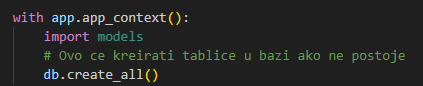 with app.app_context():
    import models
    # Ovo ce kreirati tablice u bazi ako ne postoje
    db.create_all()